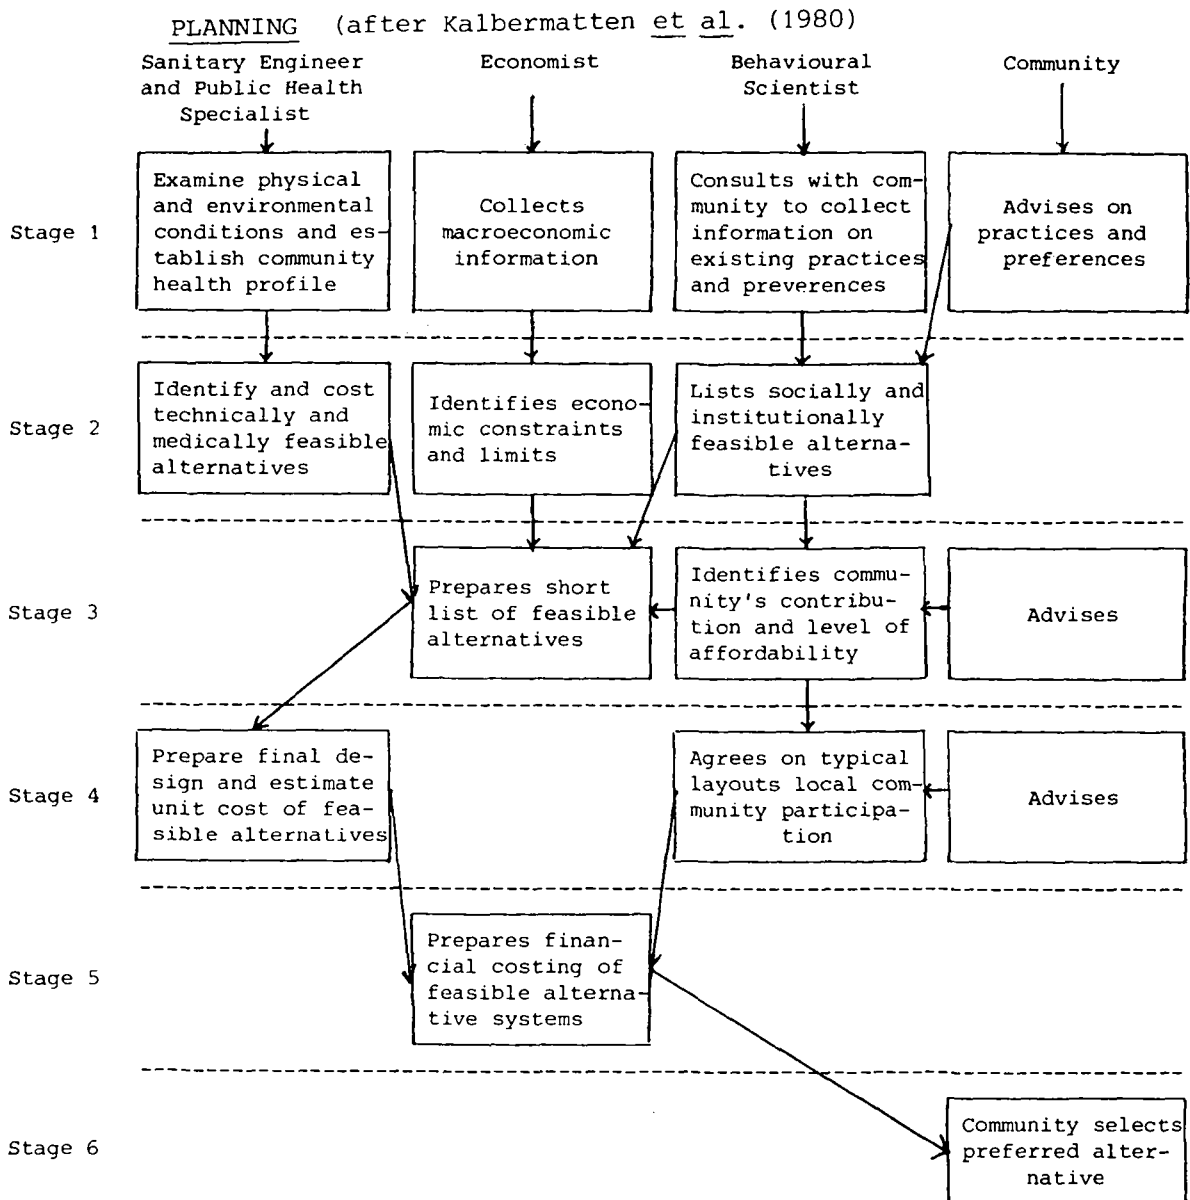 PLANNING (after Kalbermatten et al. (1980)
Sanitary Engineer
and Public Health
Specialist
Economist
Behavioural
Scientist
Community
Stage 1
Examine physical
and environmental
conditions and es-
tablish community
health profile
Collects
macroeconomic
information
Consults with com-
munity to collect
information on
existing practices
and preverences
Advises on
practices and
preferences
Stage 2
Identify and cost
technically and
medically feasible
alternatives
Identifies econo-
mic constraints
and limits
Lists socially and
institutionally
feasible alterna-
tives
Stage 3
Prepares short
list of feasible
alternatives
Identifies commu-
nity's contribu-
tion and level of
affordability
Advises
Stage 4
Prepare final de-
sign and estimate
unit cost of fea-
sible alternatives
Agrees on typical
layouts local com-
munity participa-
tion
Advises
Stage 5
Prepares finan-
cial costing of
feasible alterna-
tive systems
Stage 6
Community selects
preferred alter-
native